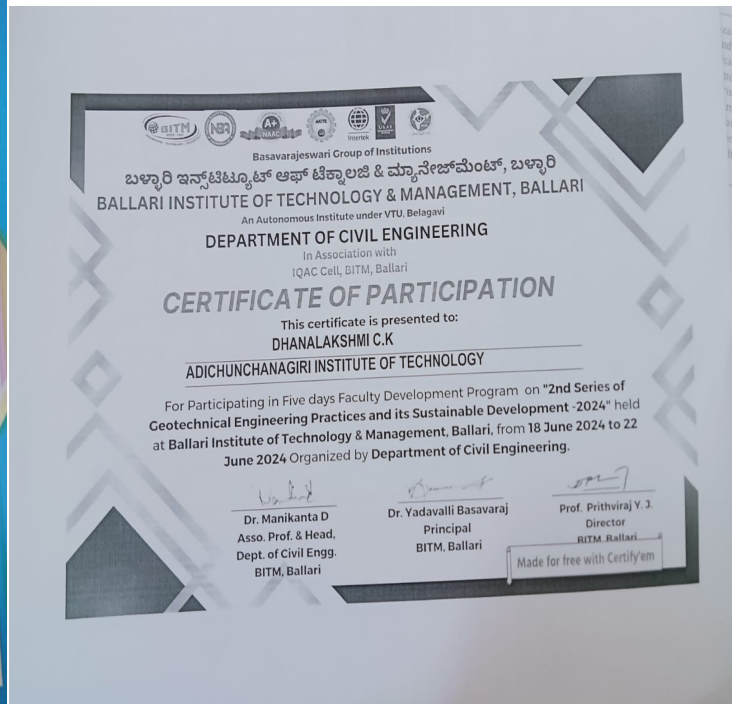 BITM
NBA
A+
NAAC
AICTE
Intertek
UKAS
Basavarajeswari Group of Institutions
ಬಳ್ಳಾರಿ ಇನ್ಸ್‌ಟಿಟ್ಯೂಟ್ ಆಫ್ ಟೆಕ್ನಾಲಜಿ & ಮ್ಯಾನೇಜ್‌ಮೆಂಟ್, ಬಳ್ಳಾರಿ
BALLARI INSTITUTE OF TECHNOLOGY & MANAGEMENT, BALLARI
An Autonomous Institute under VTU, Belagavi
DEPARTMENT OF CIVIL ENGINEERING
In Association with
IQAC Cell, BITM, Ballari
CERTIFICATE OF PARTICIPATION
This certificate is presented to:
DHANALAKSHMI C.K
ADICHUNCHANAGIRI INSTITUTE OF TECHNOLOGY
For Participating in Five days Faculty Development Program on "2nd Series of
Geotechnical Engineering Practices and its Sustainable Development -2024" held
at Ballari Institute of Technology & Management, Ballari, from 18 June 2024 to 22
June 2024 Organized by Department of Civil Engineering.
Dr. Manikanta D
Asso. Prof. & Head,
Dept. of Civil Engg.
BITM, Ballari
Dr. Yadavalli Basavaraj
Principal
BITM, Ballari
Prof. Prithviraj Y. J.
Director
BITM, Ballari
Made for free with Certify'em